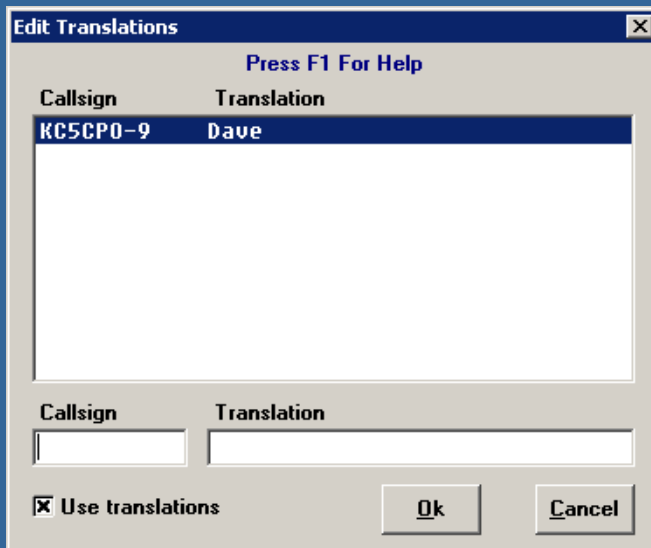 Edit Translations
Press F1 For Help
Callsign Translation
KC5CPO-9 Dave
Callsign Translation
Use translations Ok Cancel